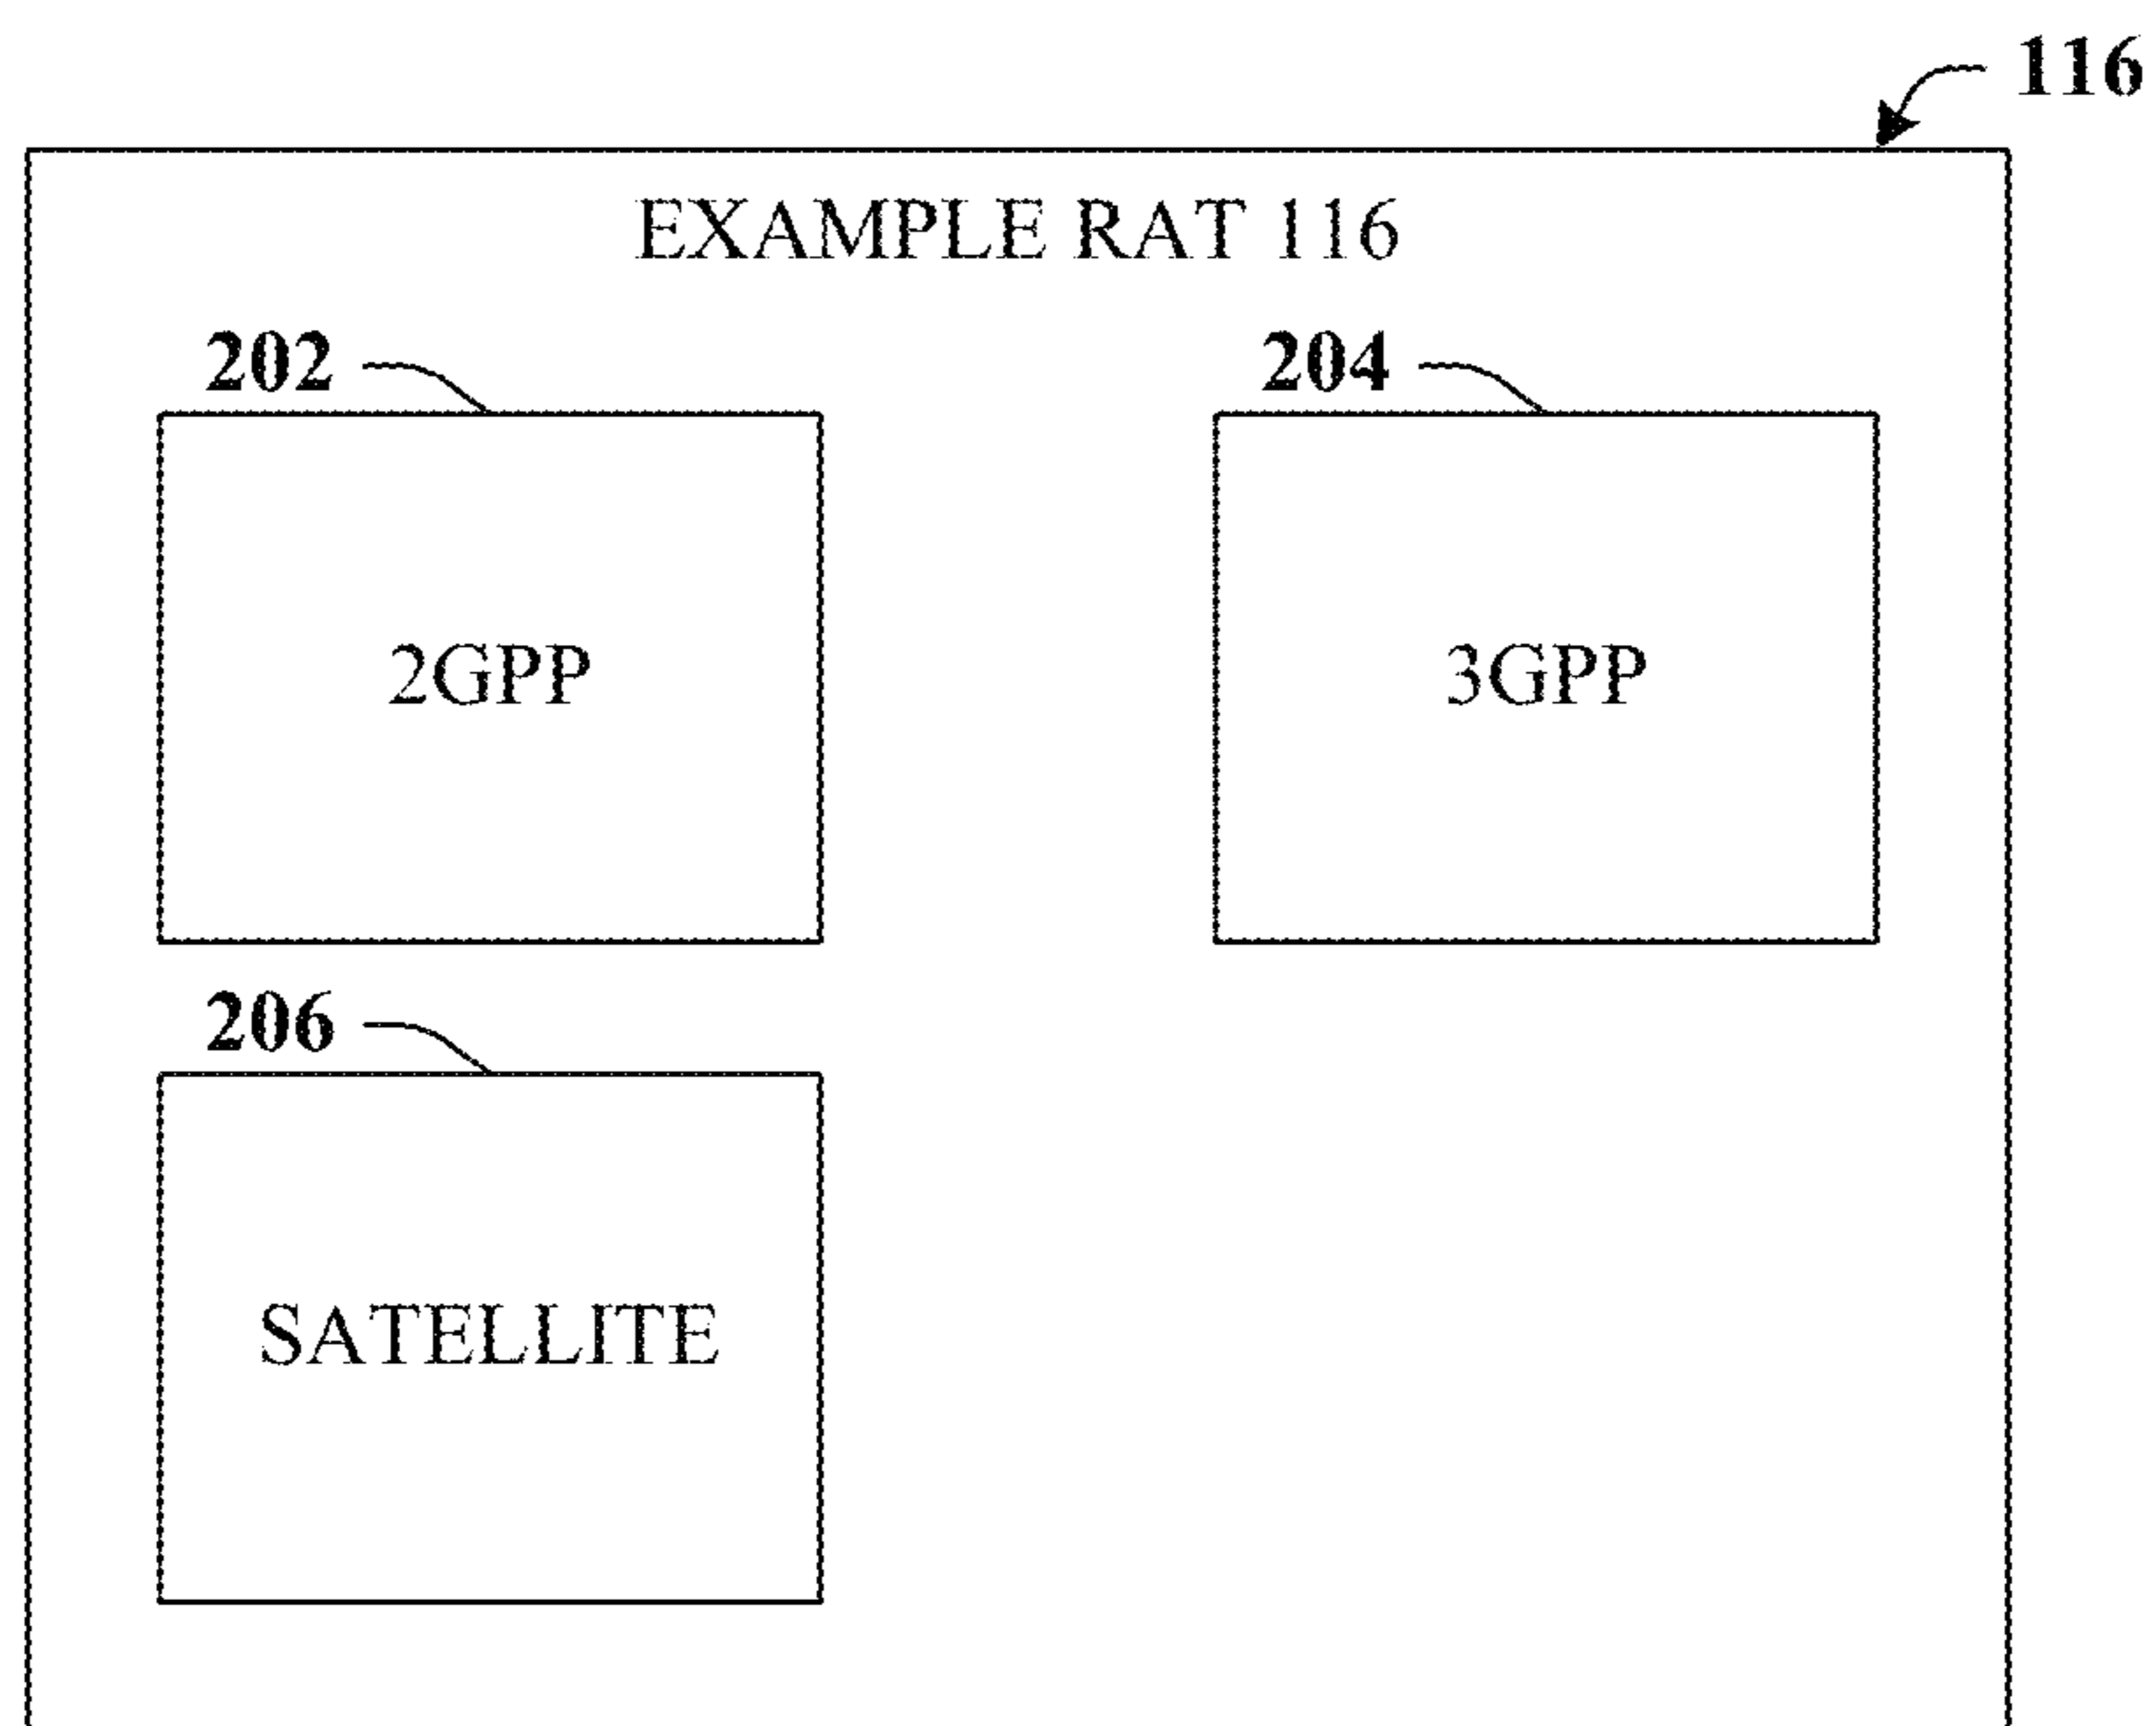 116
EXAMPLE RAT 116
202
204
2GPP
3GPP
206
SATELLITE